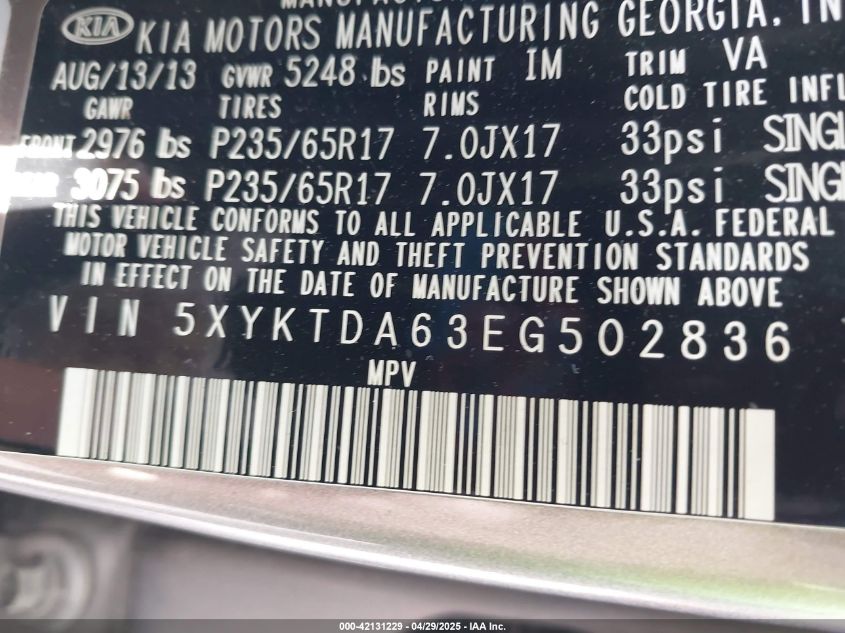 KIA KIA MOTORS MANUFACTURING GEORGIA, IN
AUG/13/13 GVWR 5248 lbs PAINT IM TRIM VA
GAWR TIRES RIMS COLD TIRE INFL
FRONT 2976 lbs P235/65R17 7.0JX17 33psi SINGL
3075 lbs P235/65R17 7.0JX17 33psi SINGL
THIS VEHICLE CONFORMS TO ALL APPLICABLE U.S.A. FEDERAL
MOTOR VEHICLE SAFETY AND THEFT PREVENTION STANDARDS
IN EFFECT ON THE DATE OF MANUFACTURE SHOWN ABOVE
VIN 5XYKTDA63EG502836
MPV
000-42131229 - 04/29/2025 - IAA Inc.